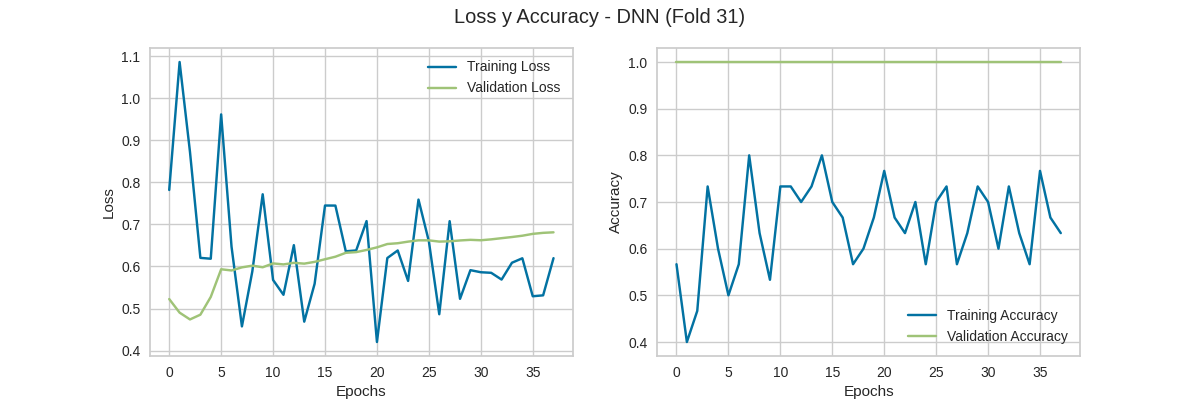 Loss y Accuracy - DNN (Fold 31)
1.1
1.0
0.9
0.8
0.7
0.6
0.5
0.4
Loss
0 5 10 15 20 25 30 35
Epochs
Training Loss
Validation Loss
1.0
0.9
0.8
0.7
0.6
0.5
0.4
Accuracy
0 5 10 15 20 25 30 35
Epochs
Training Accuracy
Validation Accuracy